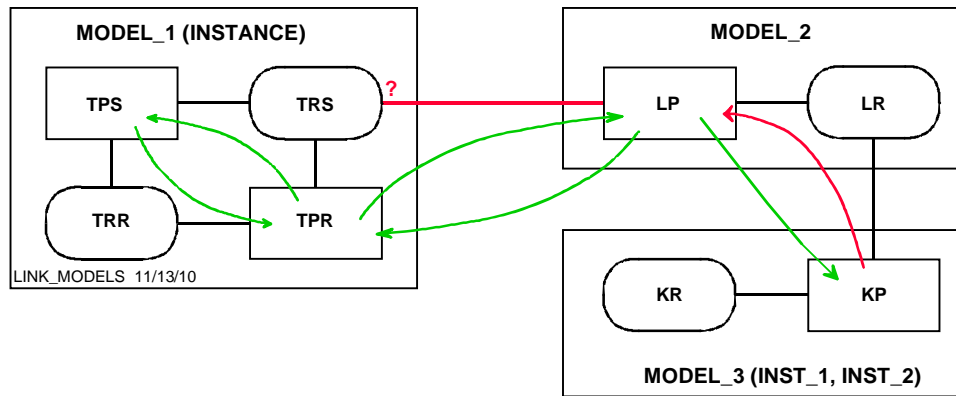 MODEL_1 (INSTANCE)
MODEL_2
TPS
TRS
?
LP
LR
TRR
TPR
LINK_MODELS 11/13/10
KR
KP
MODEL_3 (INST_1, INST_2)